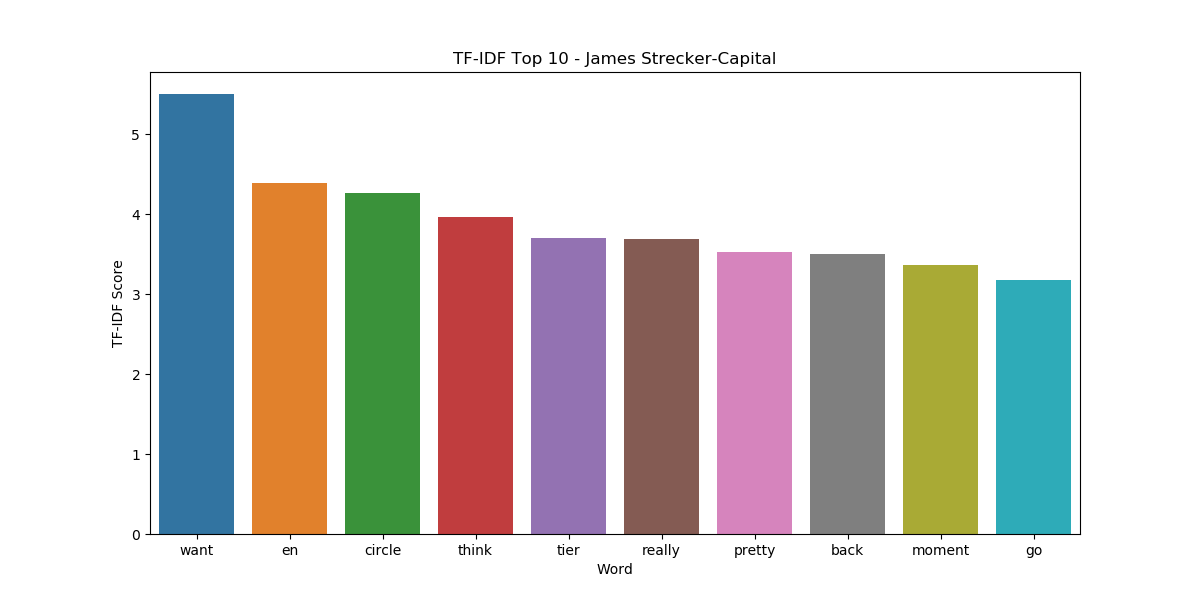 TF-IDF Top 10 - James Strecker-Capital
TF-IDF Score
5
4
3
2
1
0
want en circle think tier really pretty back moment go
Word